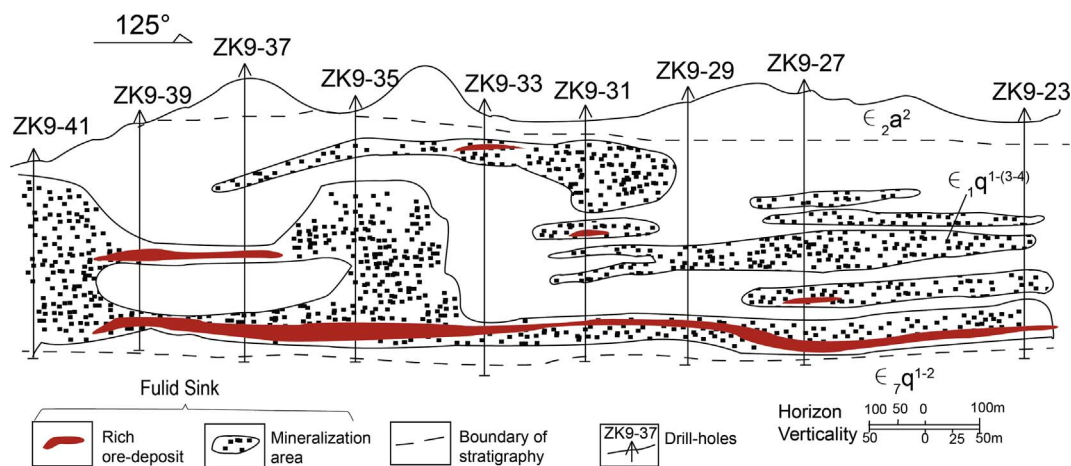 125°
ZK9-41
ZK9-39
ZK9-37
ZK9-35
ZK9-33
ZK9-31
ZK9-29
ZK9-27
ZK9-23
∈₂a²
∈₁q¹⁻⁽³⁻⁴⁾
∈₇q¹⁻²
Fulid Sink
Rich
ore-deposit
Mineralization
area
Boundary of
stratigraphy
ZK9-37
Drill-holes
Horizon 100 50 0 100m
Verticality 50 0 25 50m